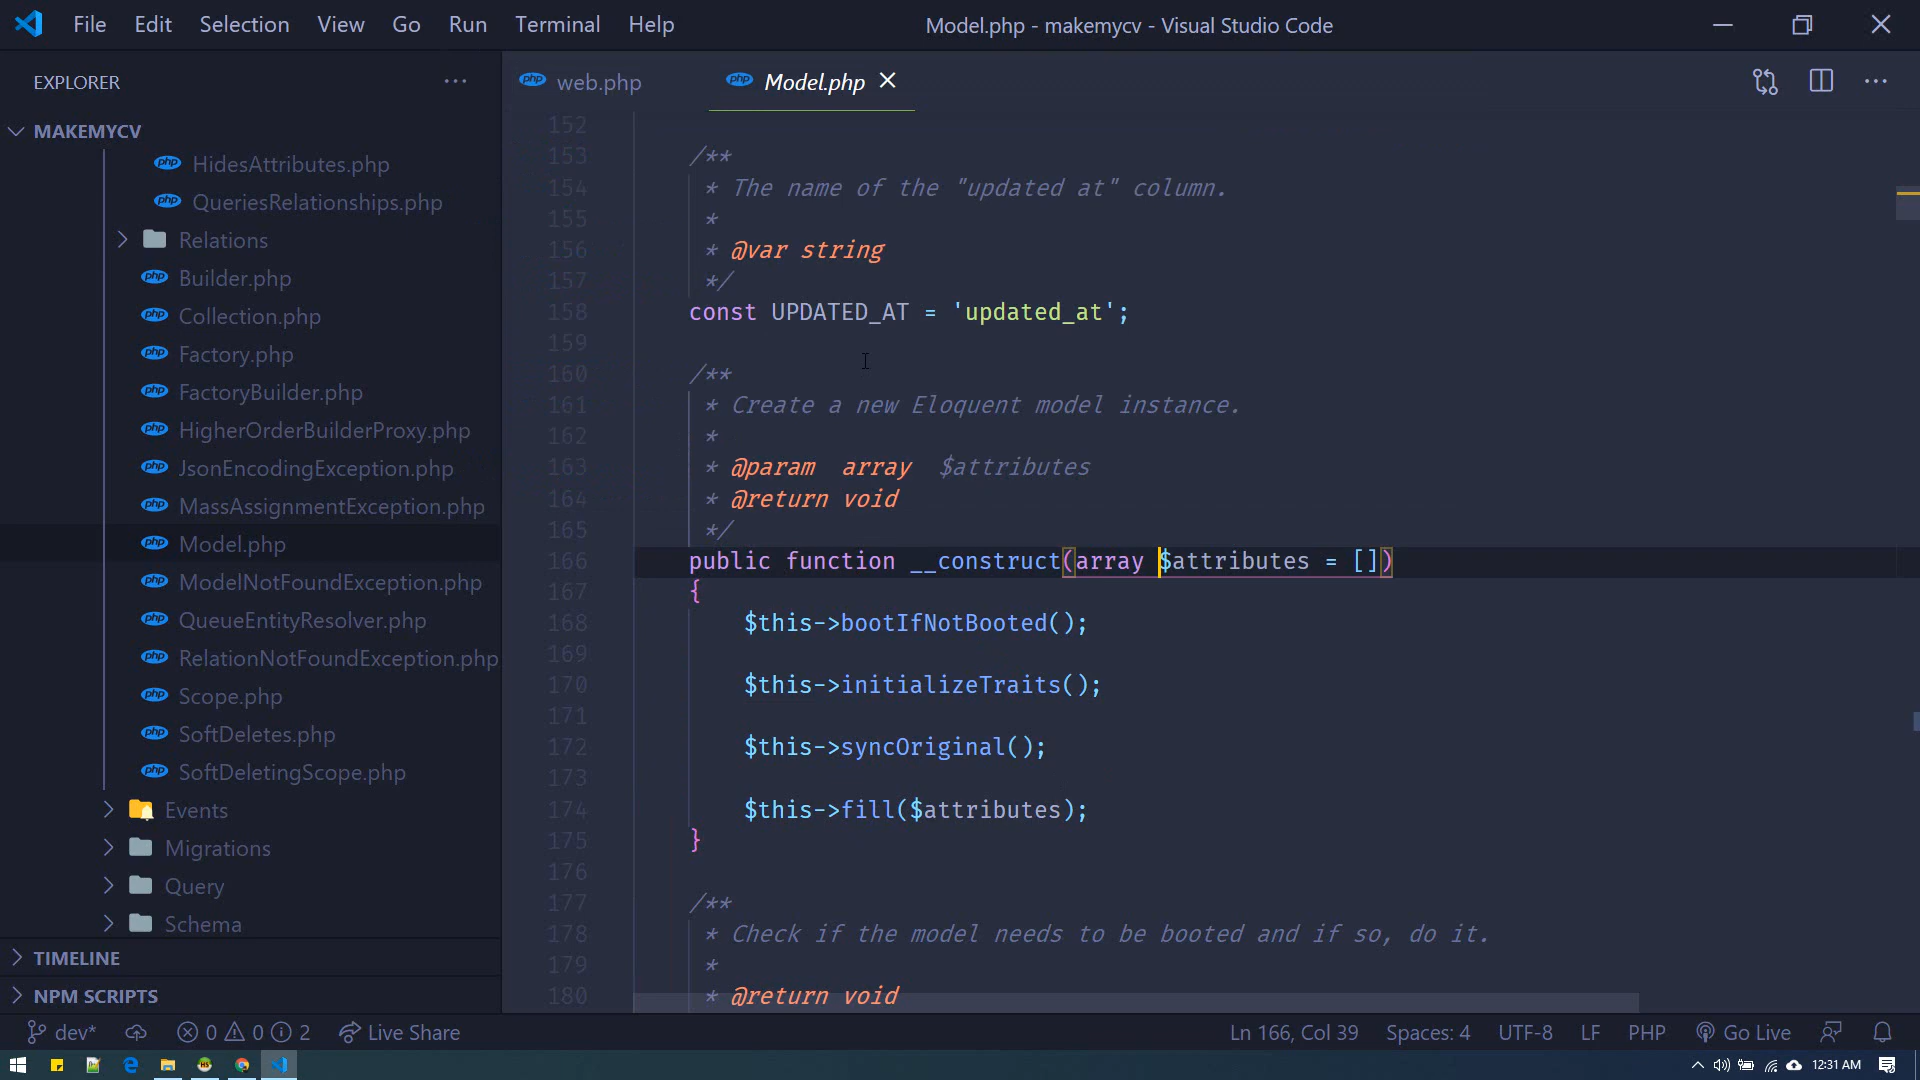 File Edit Selection View Go Run Terminal Help Model.php - makemycv - Visual Studio Code
EXPLORER ···
web.php
Model.php
MAKEMYCV
HidesAttributes.php
QueriesRelationships.php
Relations
Builder.php
Collection.php
Factory.php
FactoryBuilder.php
HigherOrderBuilderProxy.php
JsonEncodingException.php
MassAssignmentException.php
Model.php
ModelNotFoundException.php
QueueEntityResolver.php
RelationNotFoundException.php
Scope.php
SoftDeletes.php
SoftDeletingScope.php
Events
Migrations
Query
Schema
TIMELINE
NPM SCRIPTS
152
153 /**
154 * The name of the "updated at" column.
155 *
156 * @var string
157 */
158 const UPDATED_AT = 'updated_at';
159
160 /**
161 * Create a new Eloquent model instance.
162 *
163 * @param  array  $attributes
164 * @return void
165 */
166 public function __construct(array $attributes = [])
167 {
168 $this->bootIfNotBooted();
169
170 $this->initializeTraits();
171
172 $this->syncOriginal();
173
174 $this->fill($attributes);
175 }
176
177 /**
178 * Check if the model needs to be booted and if so, do it.
179 *
180 * @return void
dev* 0 0 2 Live Share Ln 166, Col 39 Spaces: 4 UTF-8 LF PHP Go Live
12:31 AM